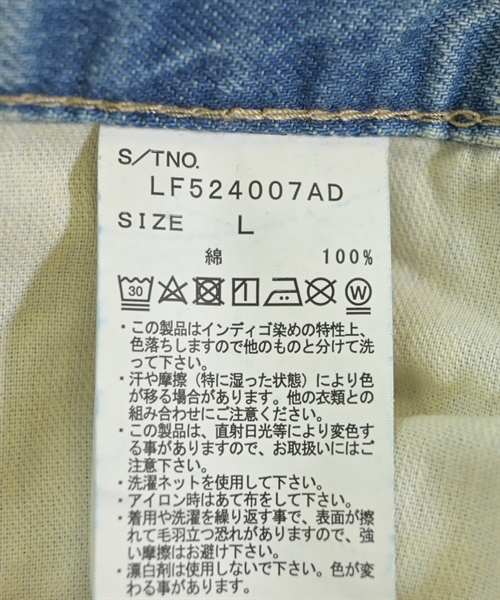 S/TNO.
LF524007AD
SIZE L
綿 100%
30 W
・この製品はインディゴ染めの特性上、
色落ちしますので他のものと分けて洗
って下さい。
・汗や摩擦(特に湿った状態)により色
が移る場合があります。他の衣類との
組み合わせにご注意ください。
・この製品は、直射日光等により変色す
る事がありますので、お取扱いにはご
注意下さい。
・洗濯ネットを使用して下さい。
・アイロン時はあて布をして下さい。
・着用や洗濯を繰り返す事で、表面が擦
れて毛羽立つ恐れがありますので、強
い摩擦はお避け下さい。
・漂白剤は使用しないで下さい。色が変
わる事があります。